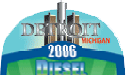 DETROIT
MICHIGAN
2006
DIESEL